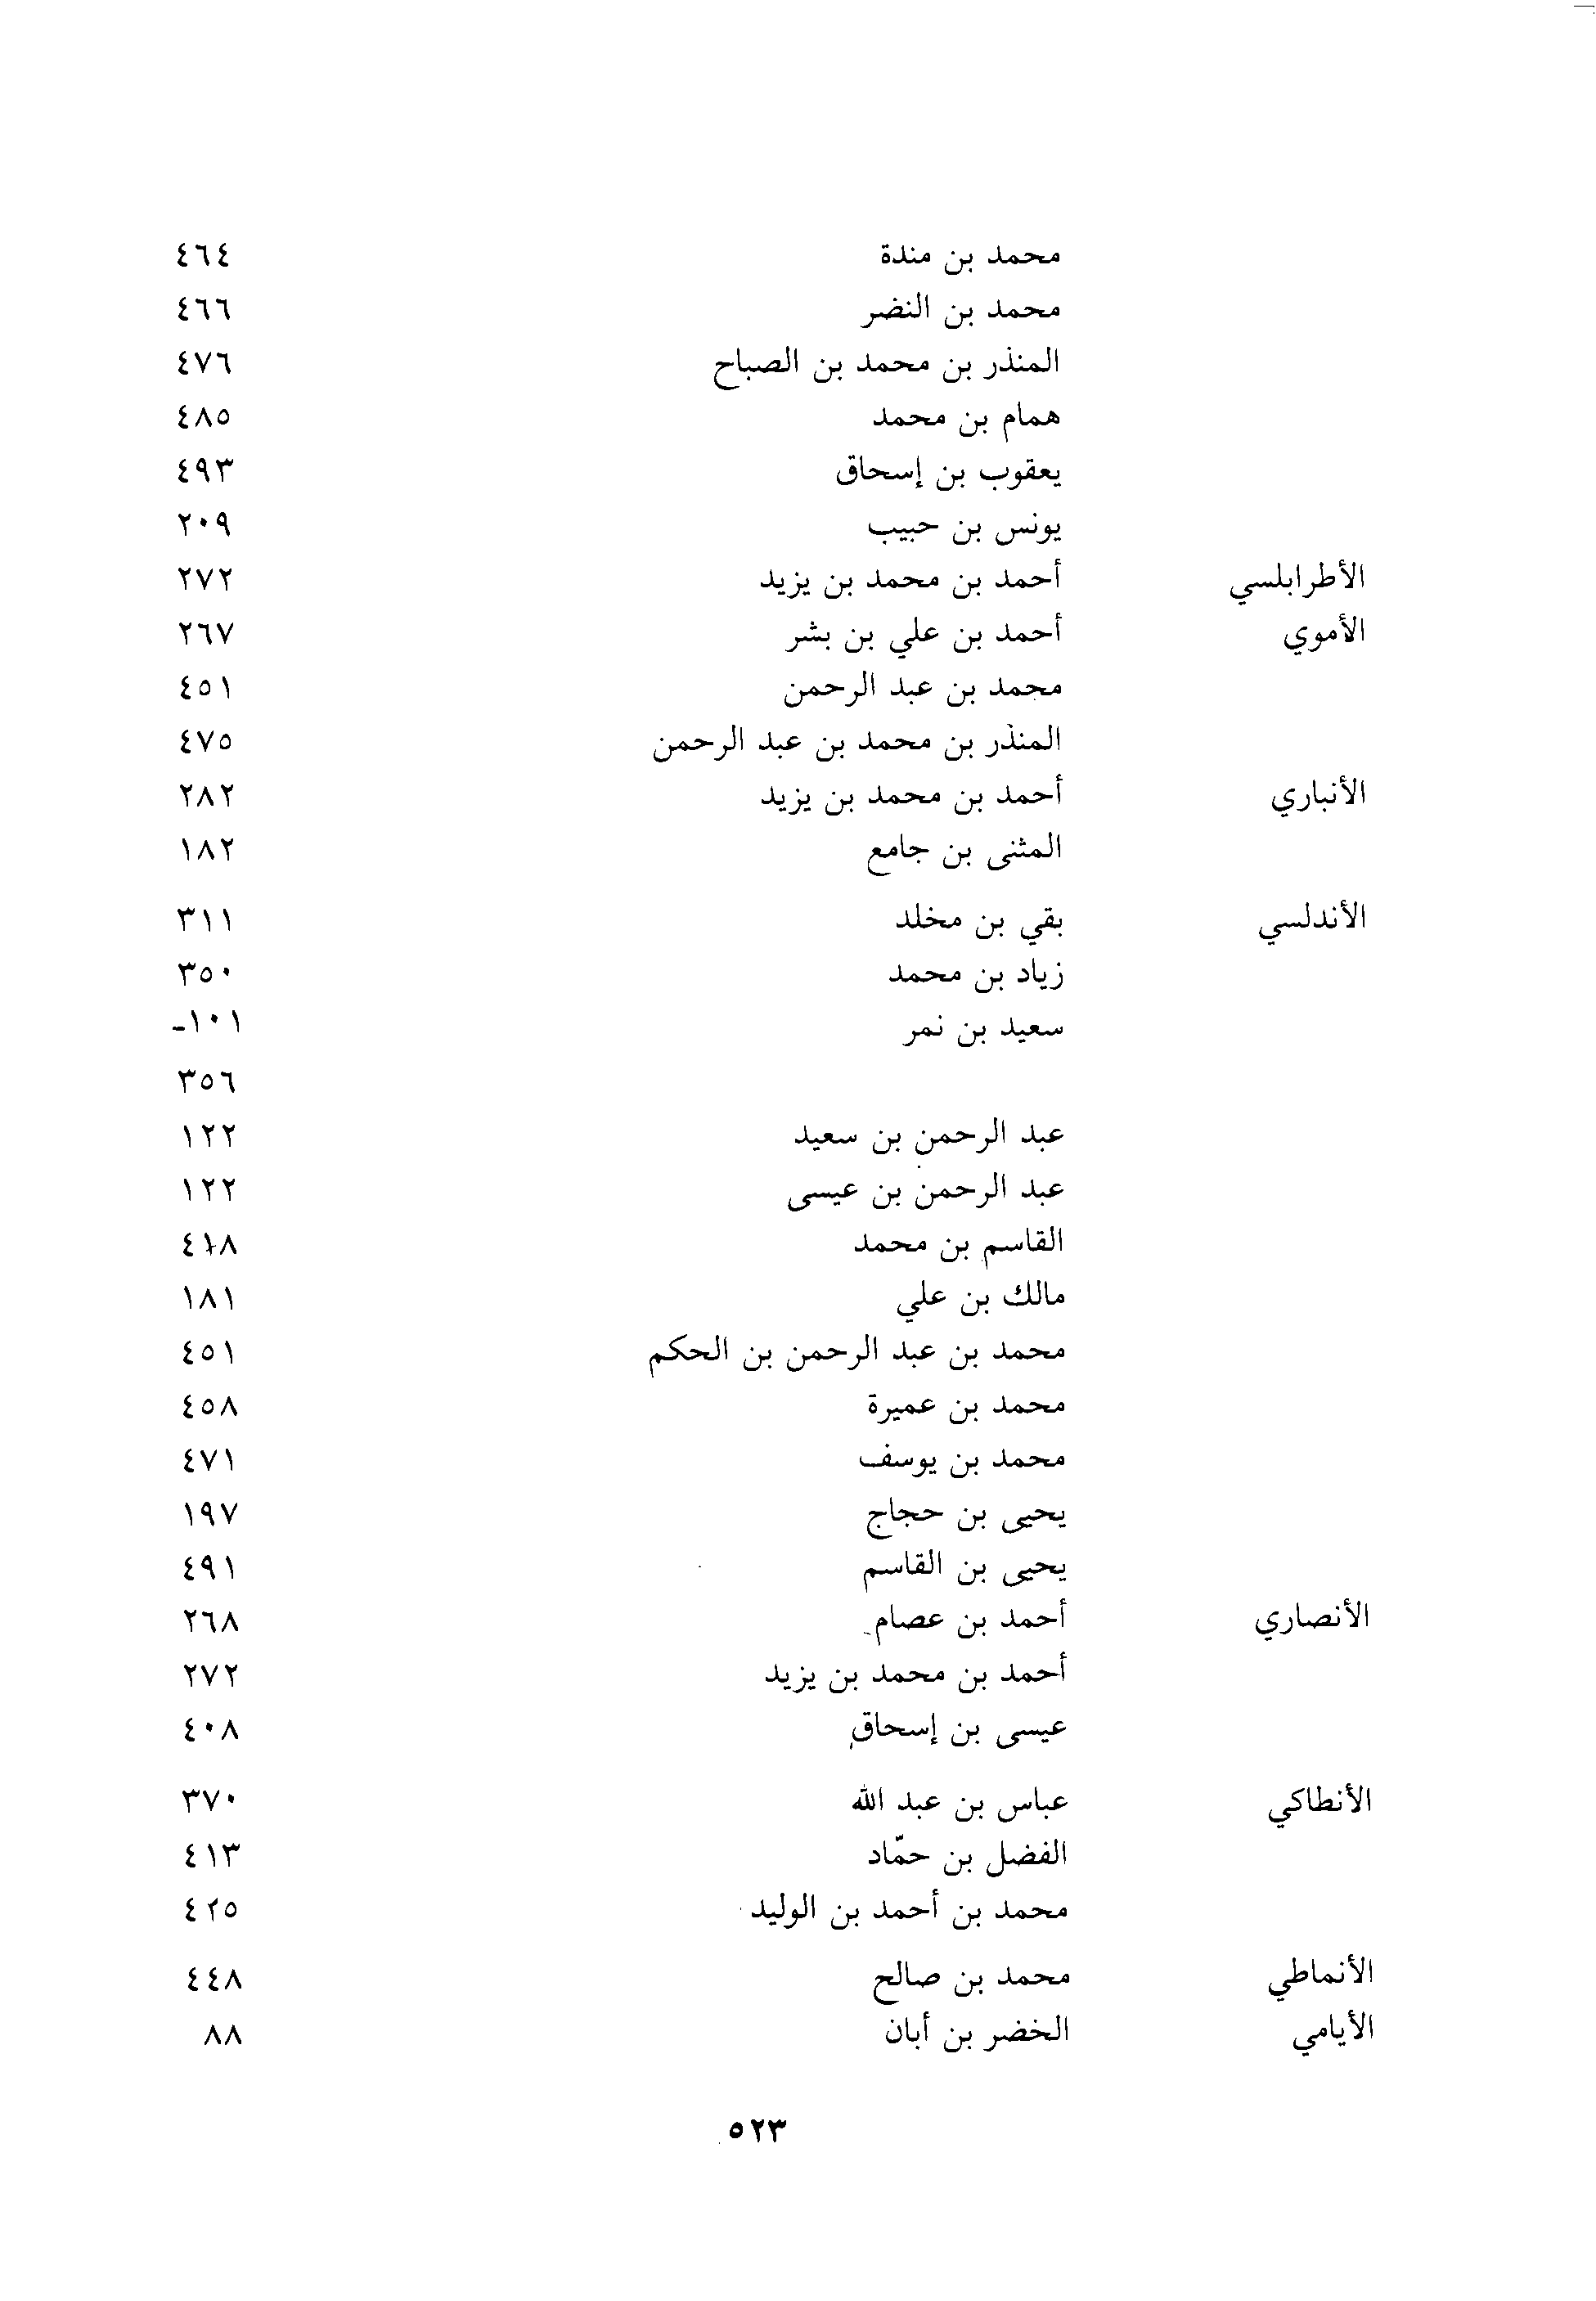 محمد بن مندة ٤٦٤
محمد بن النضر ٤٦٦
المنذر بن محمد بن الصباح ٤٧٦
همام بن محمد ٤٨٥
يعقوب بن إسحاق ٤٩٣
يونس بن حبيب ٢٠٩
الأطرابلسي أحمد بن محمد بن يزيد ٢٧٢
الأموي أحمد بن علي بن بشر ٢٦٧
محمد بن عبد الرحمن ٤٥١
المنذر بن محمد بن عبد الرحمن ٤٧٥
الأنباري أحمد بن محمد بن يزيد ٢٨٢
المثنى بن جامع ١٨٢
الأندلسي بقي بن مخلد ٣١١
زياد بن محمد ٣٥٠
سعيد بن نمر ١٠١-
٣٥٦
عبد الرحمن بن سعيد ١٢٢
عبد الرحمن بن عيسى ١٢٢
القاسم بن محمد ٤١٨
مالك بن علي ١٨١
محمد بن عبد الرحمن بن الحكم ٤٥١
محمد بن عميرة ٤٥٨
محمد بن يوسف ٤٧١
يحيى بن حجاج ١٩٧
يحيى بن القاسم ٤٩١
الأنصاري أحمد بن عصام ٢٦٨
أحمد بن محمد بن يزيد ٢٧٢
عيسى بن إسحاق ٤٠٨
الأنطاكي عباس بن عبد الله ٣٧٠
الفضل بن حمّاد ٤١٣
محمد بن أحمد بن الوليد ٤٢٥
الأنماطي محمد بن صالح ٤٤٨
الأيامي الخضر بن أبان ٨٨
٥٢٣